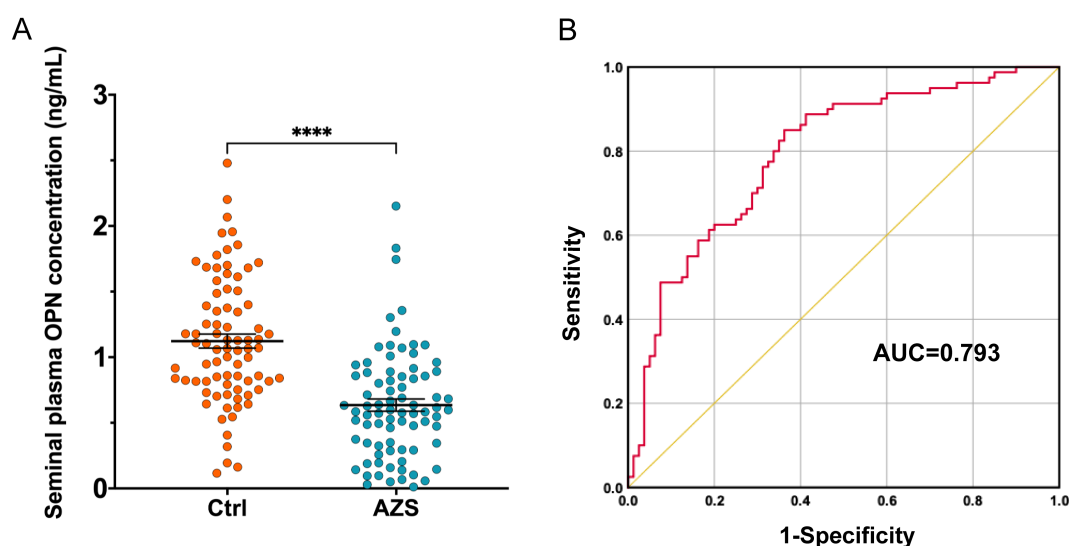 A
Seminal plasma OPN concentration (ng/mL)
3
2
1
0
****
Ctrl
AZS
B
Sensitivity
1.0
0.8
0.6
0.4
0.2
0.0
AUC=0.793
0.0
0.2
0.4
0.6
0.8
1.0
1-Specificity